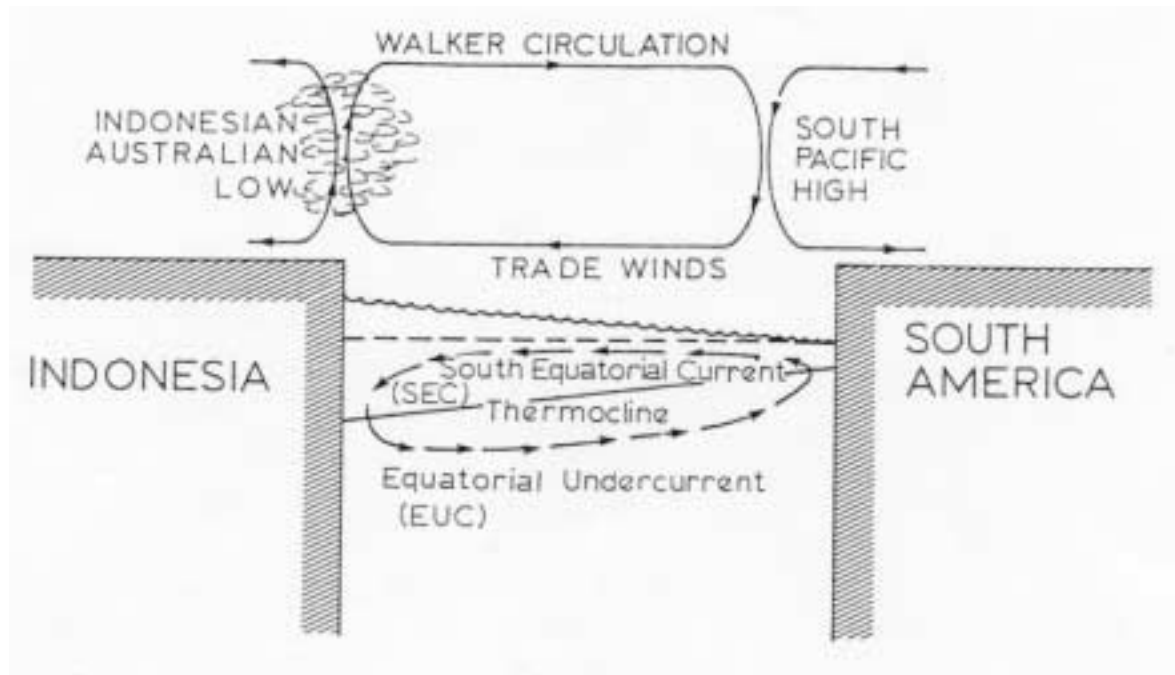 WALKER CIRCULATION
INDONESIAN
AUSTRALIAN
LOW
SOUTH
PACIFIC
HIGH
TRADE WINDS
INDONESIA
SOUTH
AMERICA
South Equatorial Current
(SEC)
Thermocline
Equatorial Undercurrent
(EUC)